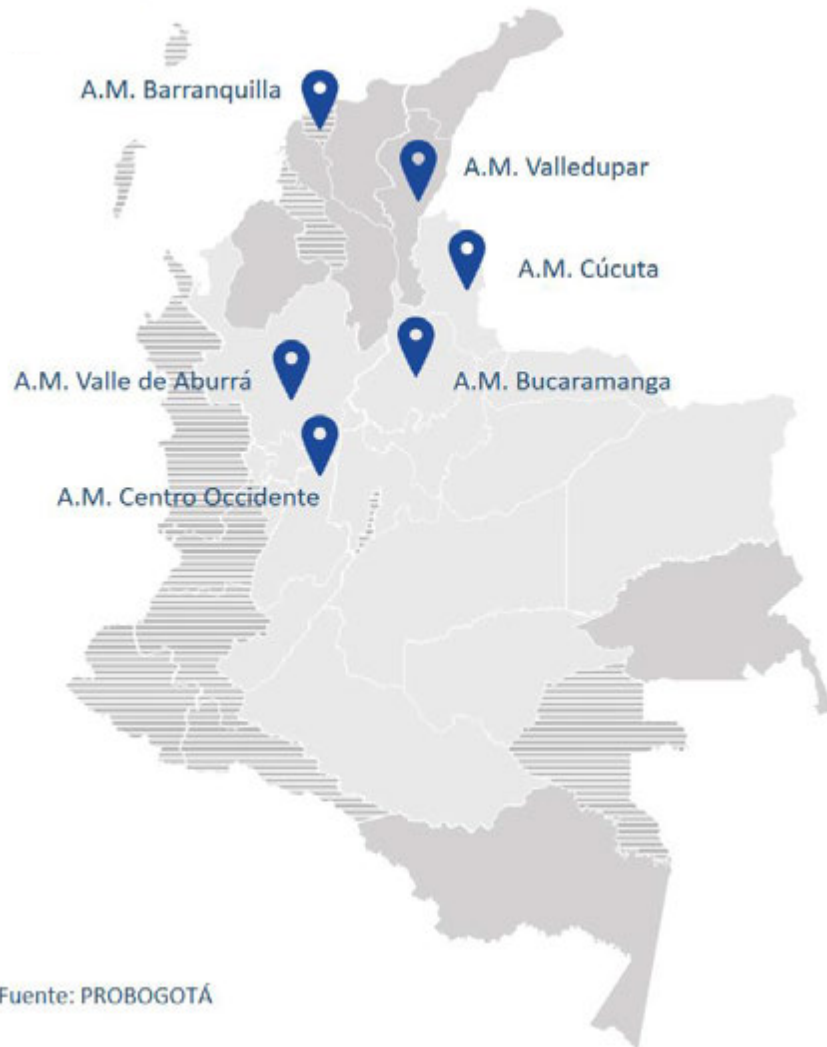 A.M. Barranquilla
A.M. Valledupar
A.M. Cúcuta
A.M. Valle de Aburrá
A.M. Bucaramanga
A.M. Centro Occidente
Fuente: PROBOGOTÁ